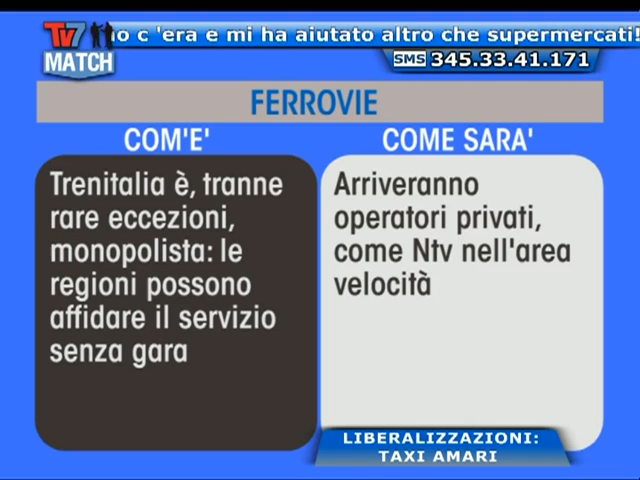 TV7
MATCH
o c 'era e mi ha aiutato altro che supermercati!
SMS 345.33.41.171
FERROVIE
COM'E'
COME SARA'
Trenitalia è, tranne
rare eccezioni,
monopolista: le
regioni possono
affidare il servizio
senza gara
Arriveranno
operatori privati,
come Ntv nell'area
velocità
LIBERALIZZAZIONI:
TAXI AMARI